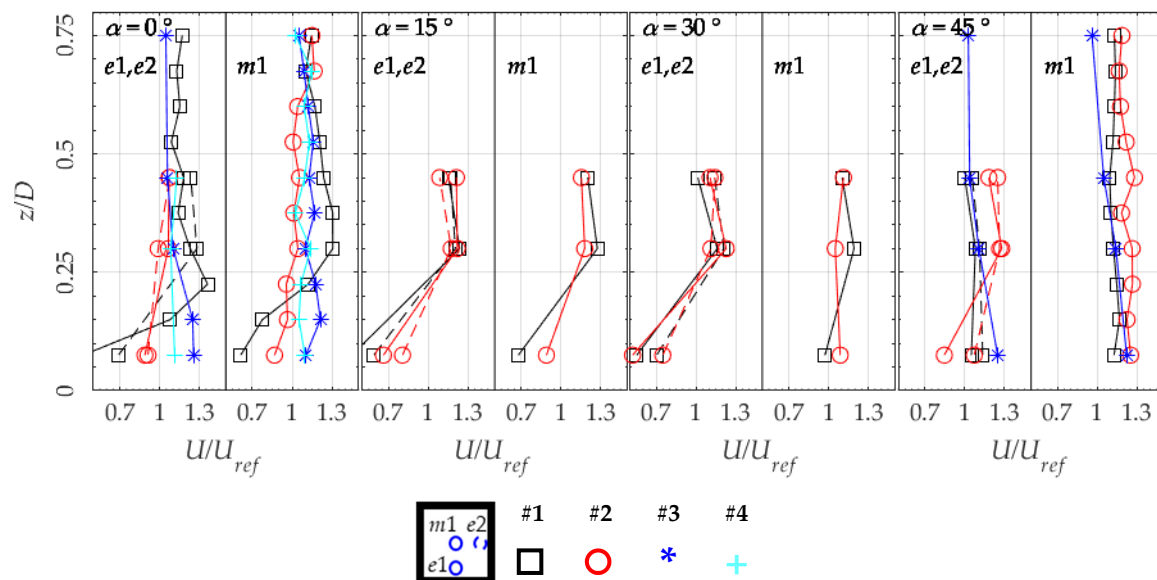 α = 0 °
α = 15 °
α = 30 °
α = 45 °
e1,e2
m1
e1,e2
m1
e1,e2
m1
e1,e2
m1
0.75
0.5
0.25
0
z/D
0.7 1 1.3 0.7 1 1.3 0.7 1 1.3 0.7 1 1.3 0.7 1 1.3 0.7 1 1.3 0.7 1 1.3 0.7 1 1.3
U/U_ref U/U_ref U/U_ref U/U_ref
m1 e2
e1
#1 #2 #3 #4